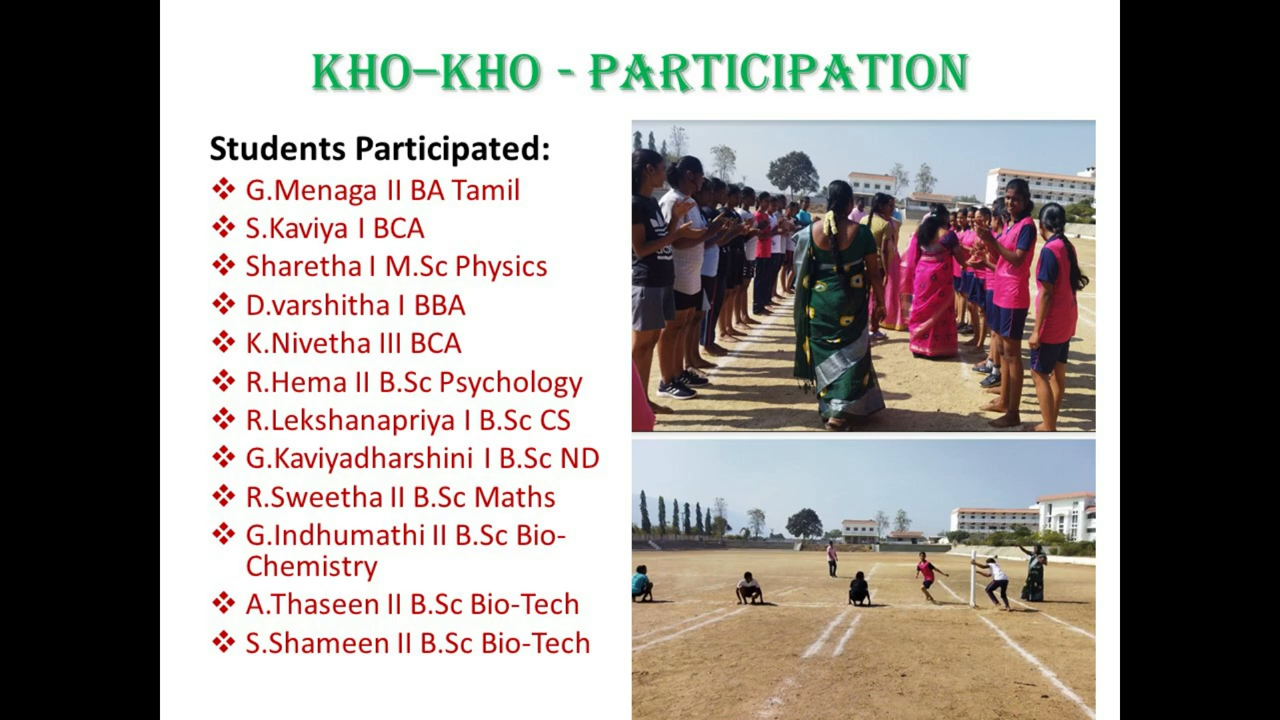 KHO–KHO - PARTICIPATION
Students Participated:
❖ G.Menaga II BA Tamil
❖ S.Kaviya I BCA
❖ Sharetha I M.Sc Physics
❖ D.varshitha I BBA
❖ K.Nivetha III BCA
❖ R.Hema II B.Sc Psychology
❖ R.Lekshanapriya I B.Sc CS
❖ G.Kaviyadharshini I B.Sc ND
❖ R.Sweetha II B.Sc Maths
❖ G.Indhumathi II B.Sc Bio-
Chemistry
❖ A.Thaseen II B.Sc Bio-Tech
❖ S.Shameen II B.Sc Bio-Tech